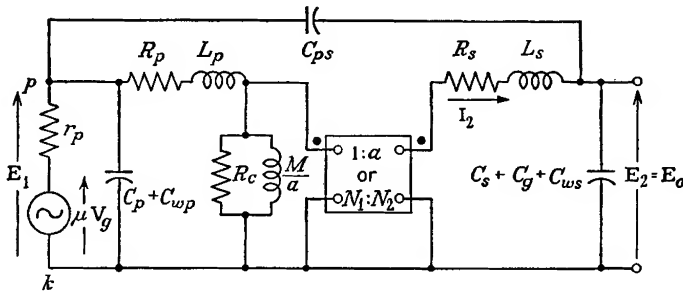 C_ps
R_p L_p R_s L_s
p
I_2
r_p
E_1
1:a
or
N_1:N_2
R_c M/a
C_p + C_wp
C_s + C_g + C_ws
E_2 = E_o
μV_g
k